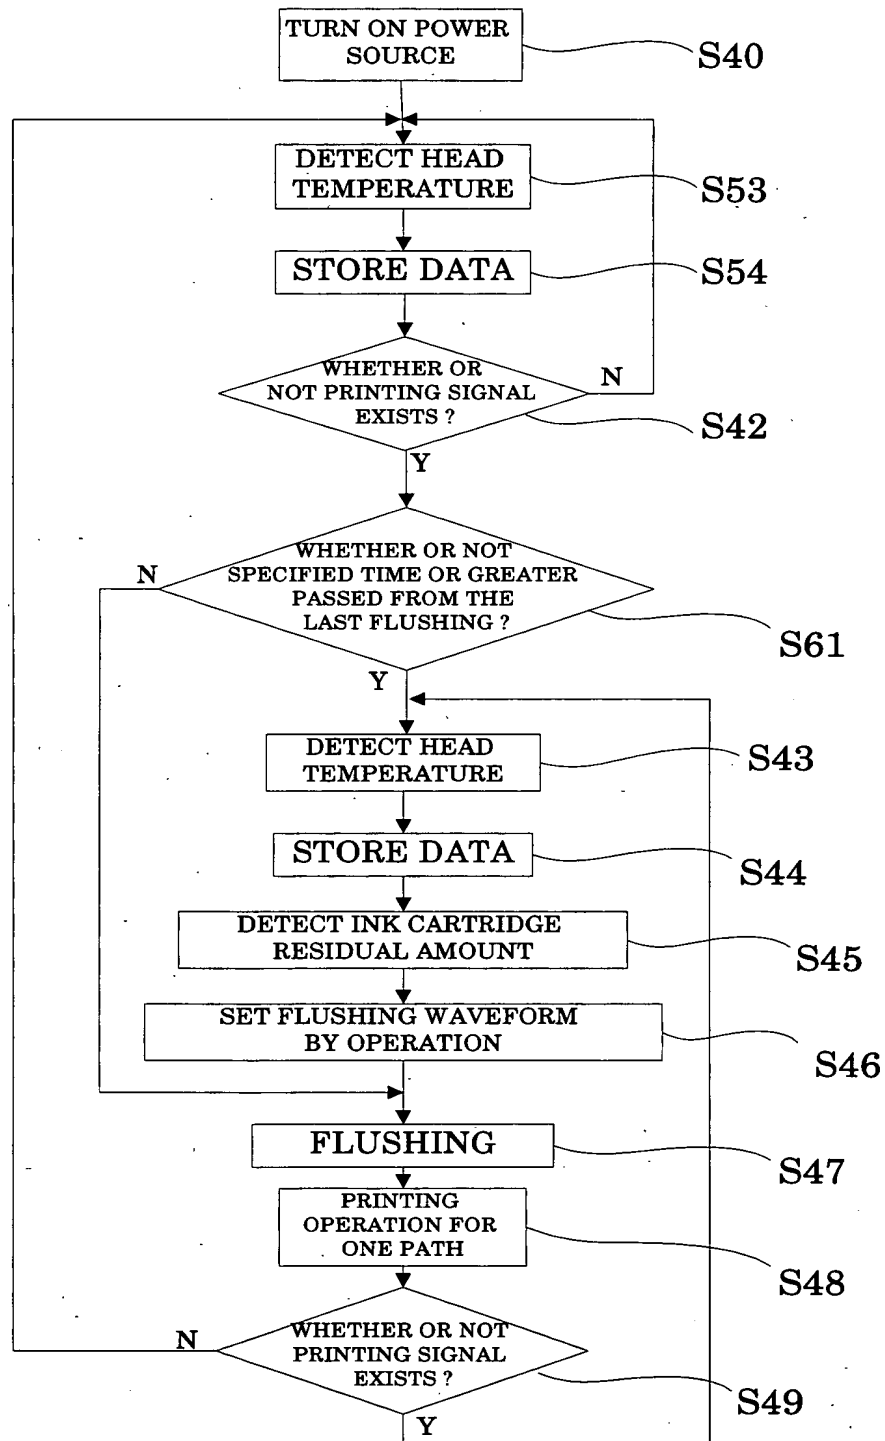 TURN ON POWER
SOURCE
S40
DETECT HEAD
TEMPERATURE
S53
STORE DATA
S54
WHETHER OR
NOT PRINTING SIGNAL
EXISTS ?
N
S42
Y
WHETHER OR NOT
SPECIFIED TIME OR GREATER
PASSED FROM THE
LAST FLUSHING ?
N
S61
Y
DETECT HEAD
TEMPERATURE
S43
STORE DATA
S44
DETECT INK CARTRIDGE
RESIDUAL AMOUNT
S45
SET FLUSHING WAVEFORM
BY OPERATION
S46
FLUSHING
S47
PRINTING
OPERATION FOR
ONE PATH
S48
WHETHER OR NOT
PRINTING SIGNAL
EXISTS ?
N
S49
Y